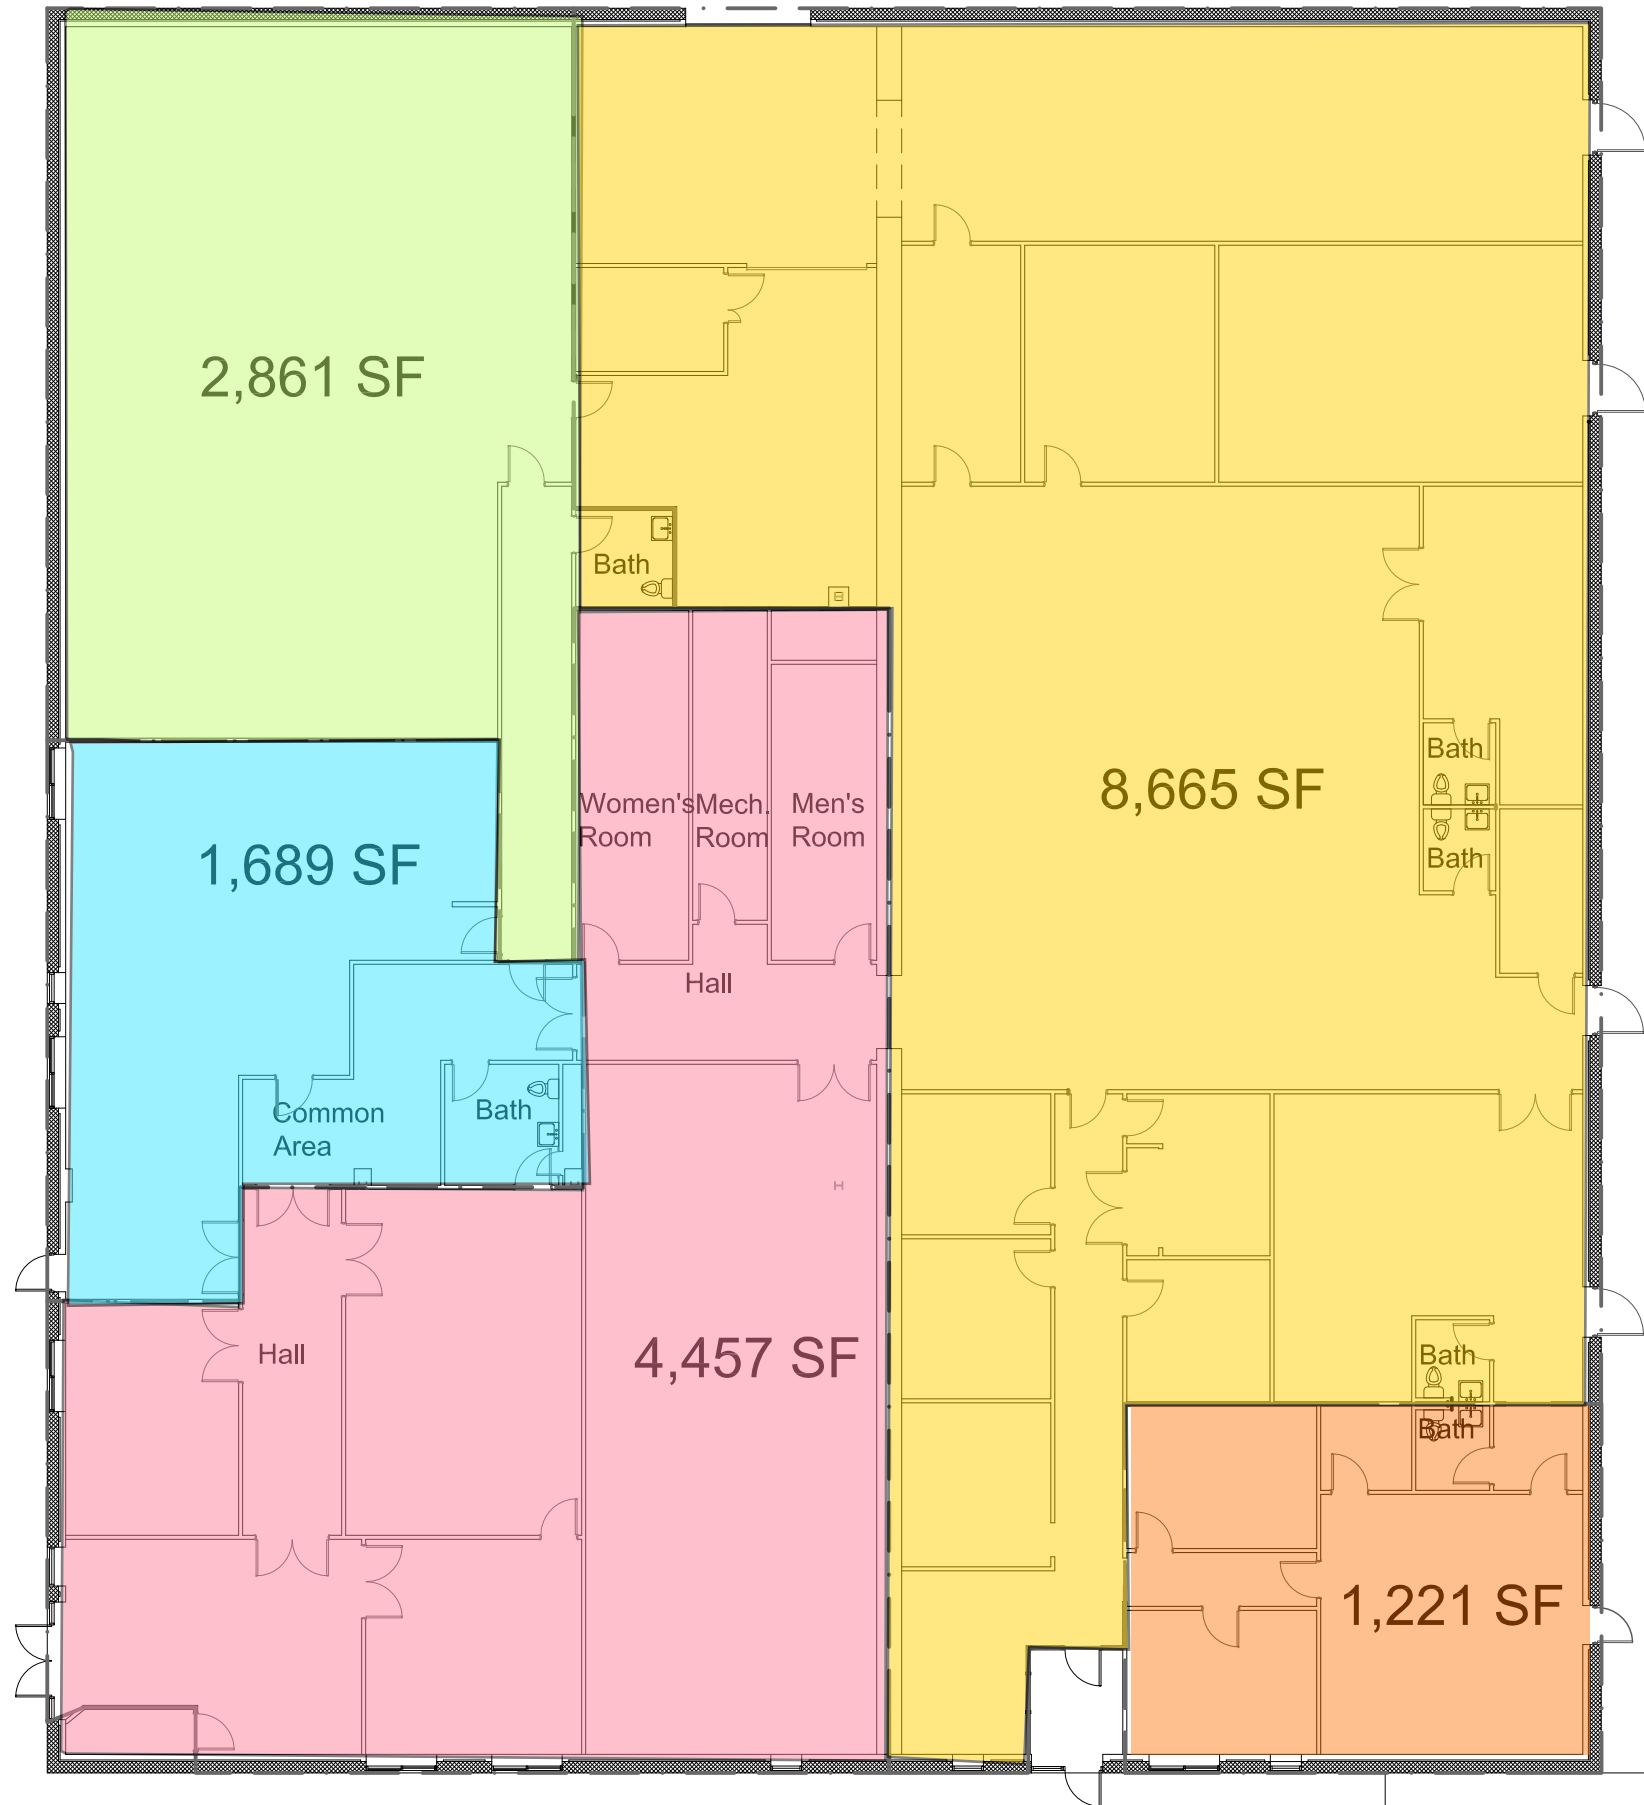 2,861 SF
Bath
Bath
8,665 SF
Women's
Room
Mech.
Room
Men's
Room
1,689 SF
Bath
Hall
Common
Area
Bath
Hall
4,457 SF
Bath
Bath
1,221 SF